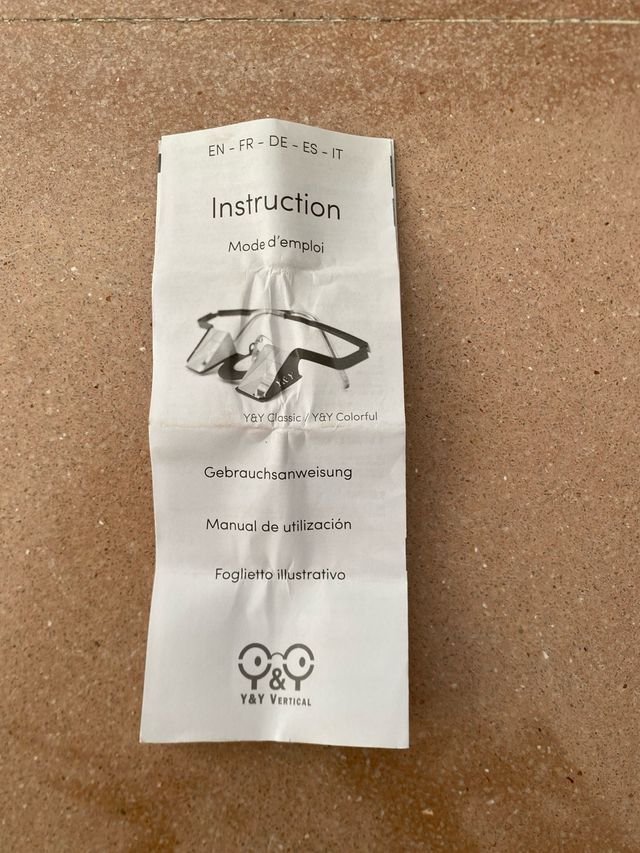 EN - FR - DE - ES - IT
Instruction
Mode d'emploi
Y&Y
Y&Y Classic / Y&Y Colorful
Gebrauchsanweisung
Manual de utilización
Foglietto illustrativo
Y&Y
Y&Y VERTICAL